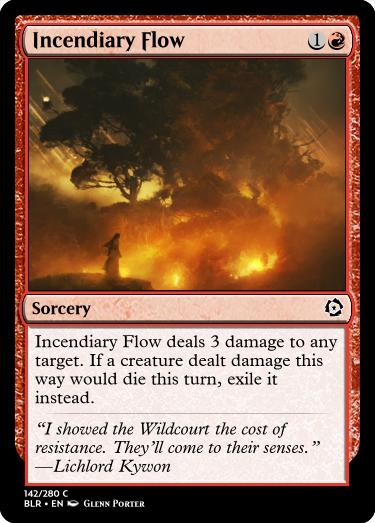 Incendiary Flow 1
Sorcery
Incendiary Flow deals 3 damage to any
target. If a creature dealt damage this
way would die this turn, exile it
instead.
“I showed the Wildcourt the cost of
resistance. They’ll come to their senses.”
—Lichlord Kywon
142/280 C
BLR • EN Glenn Porter